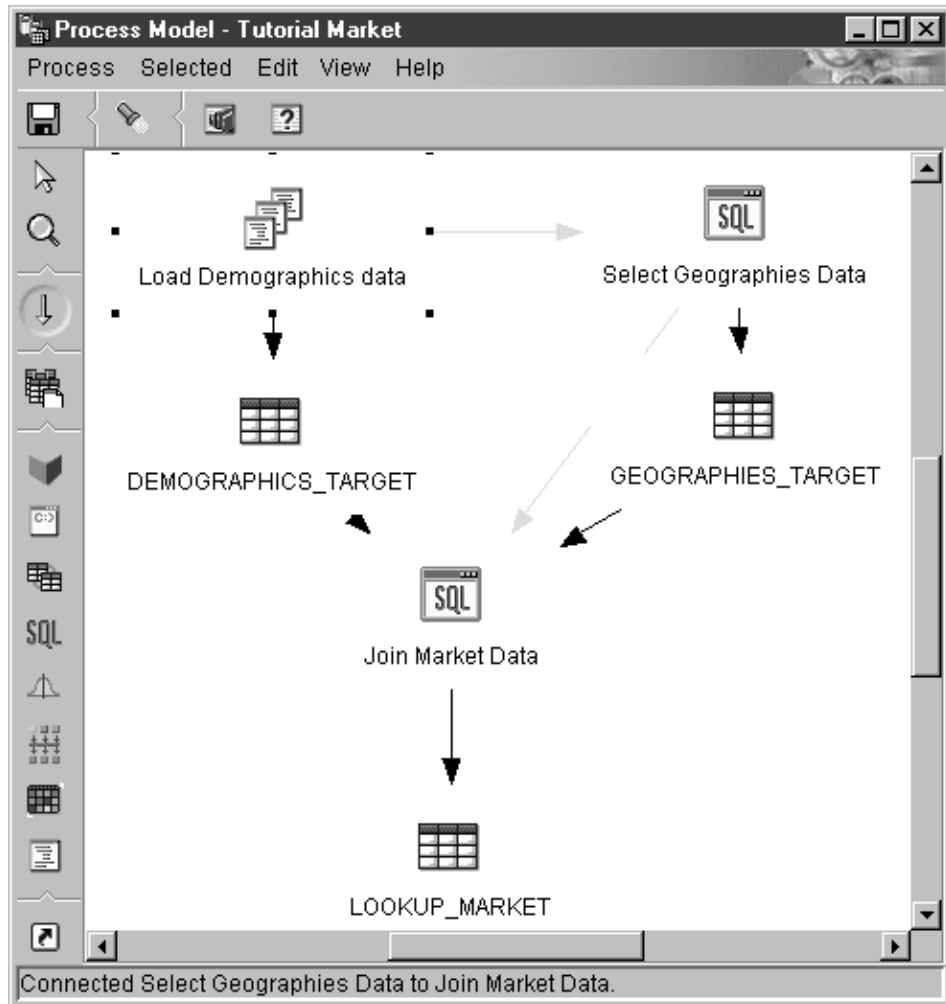 Process Model - Tutorial Market
Process Selected Edit View Help
SQL
Load Demographics data
Select Geographies Data
C:>
DEMOGRAPHICS_TARGET
GEOGRAPHIES_TARGET
SQL
SQL
Join Market Data
LOOKUP_MARKET
Connected Select Geographies Data to Join Market Data.